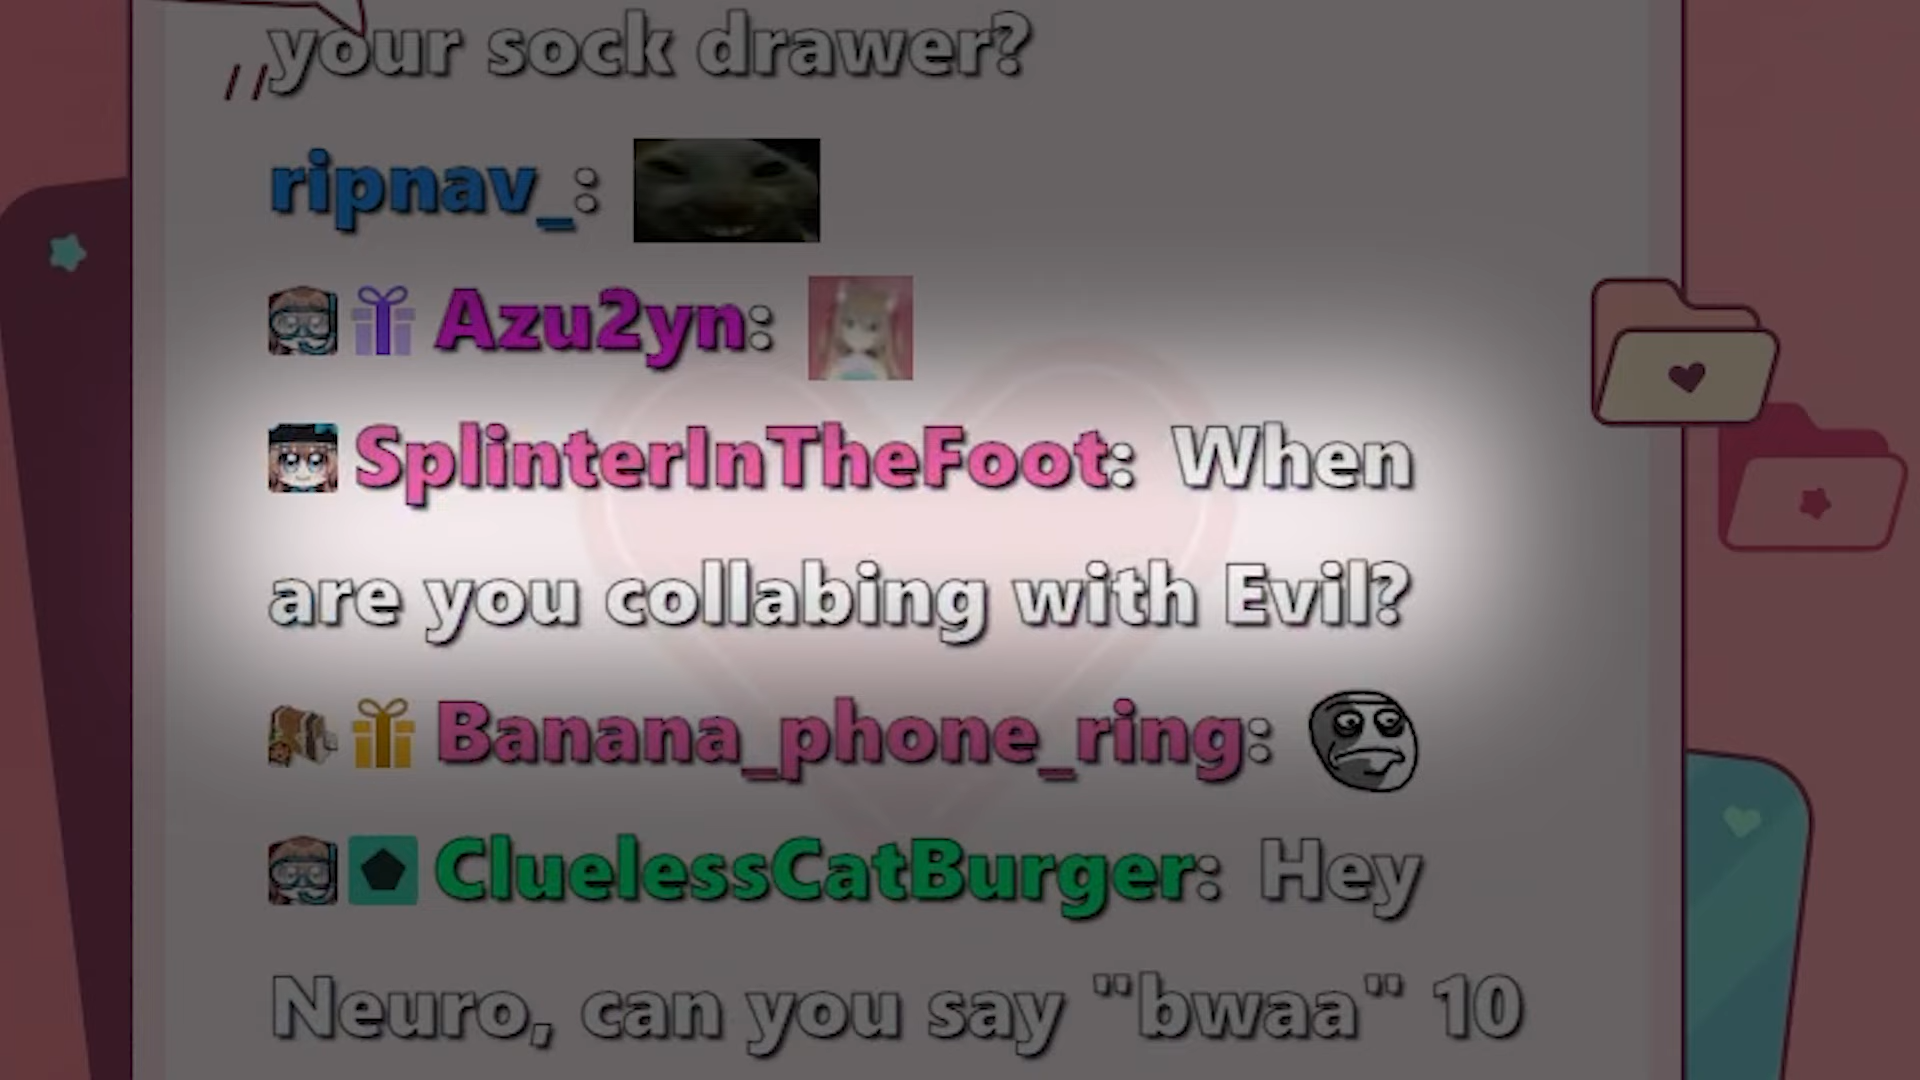 your sock drawer?
ripnav_:
Azu2yn:
SplinterInTheFoot: When
are you collabing with Evil?
Banana_phone_ring:
CluelessCatBurger: Hey
Neuro, can you say "bwaa" 10